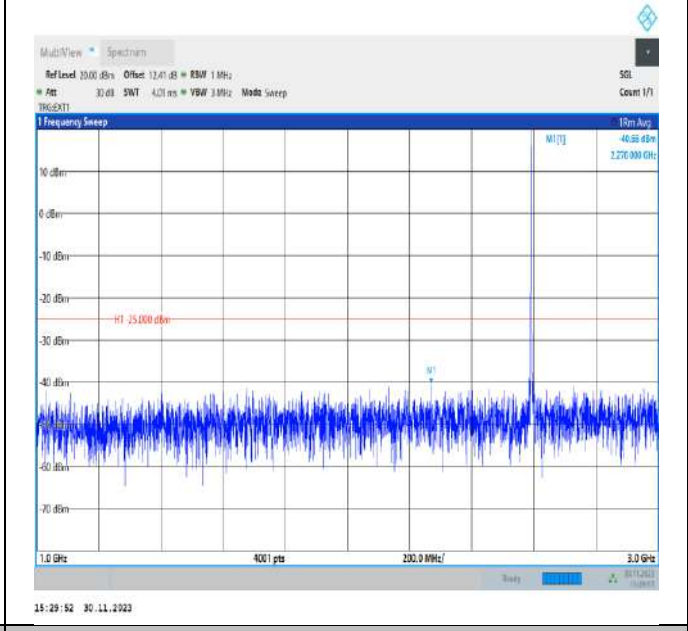 MultiView Spectrum
Ref Level 20.00 dBm Offset 12.41 dB RBW 1 MHz SGL
Att 30 dB SWT 4.01 ms VBW 3 MHz Mode Sweep Count 1/1
TRG:EXT1
1 Frequency Sweep 1Rm Avg
M1[1] -40.55 dBm
2.270 000 GHz
10 dBm
0 dBm
-10 dBm
-20 dBm
H1 -25.000 dBm
-30 dBm
M1
-40 dBm
-60 dBm
-70 dBm
1.0 GHz 4001 pts 200.0 MHz/ 3.0 GHz
Ready
15:29:52 30.11.2023